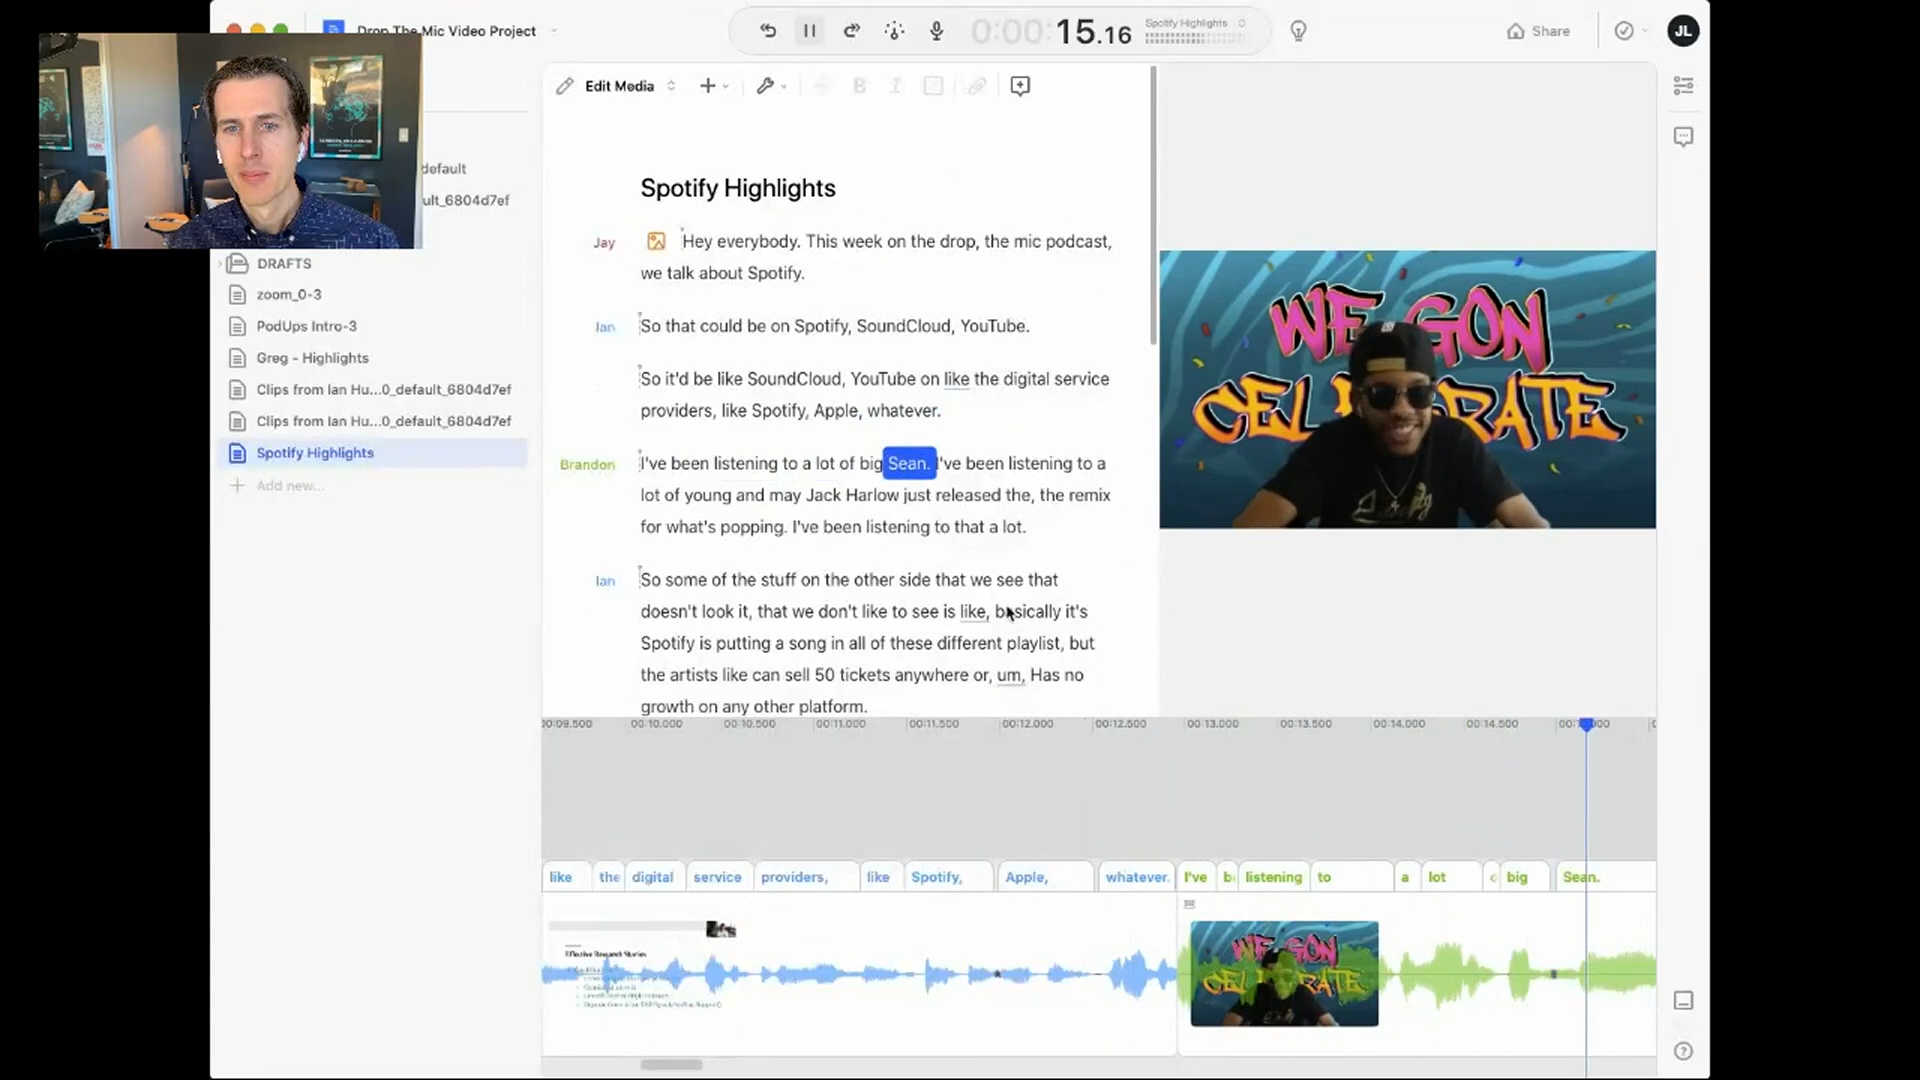 Drop The Mic Video Project
0:00:15.16
Spotify Highlights
Share
JL
Edit Media
B
I
default
ult_6804d7ef
DRAFTS
zoom_0-3
PodUps Intro-3
Greg - Highlights
Clips from Ian Hu...0_default_6804d7ef
Clips from Ian Hu...0_default_6804d7ef
Spotify Highlights
Add new...
Spotify Highlights
Jay
Hey everybody. This week on the drop, the mic podcast,
we talk about Spotify.
Ian
So that could be on Spotify, SoundCloud, YouTube.
So it'd be like SoundCloud, YouTube on like the digital service
providers, like Spotify, Apple, whatever.
Brandon
I've been listening to a lot of big Sean. I've been listening to a
lot of young and may Jack Harlow just released the, the remix
for what's popping. I've been listening to that a lot.
Ian
So some of the stuff on the other side that we see that
doesn't look it, that we don't like to see is like, basically it's
Spotify is putting a song in all of these different playlist, but
the artists like can sell 50 tickets anywhere or, um, Has no
growth on any other platform.
WE GON
CELEBRATE
00:09.500 00:10.000 00:10.500 00:11.000 00:11.500 00:12.000 00:12.500 00:13.000 00:13.500 00:14.000 00:14.500
like the digital service providers, like Spotify, Apple, whatever. I've b listening to a lot o big Sean.
Effective Research Stories
WE GON
CELEBRATE